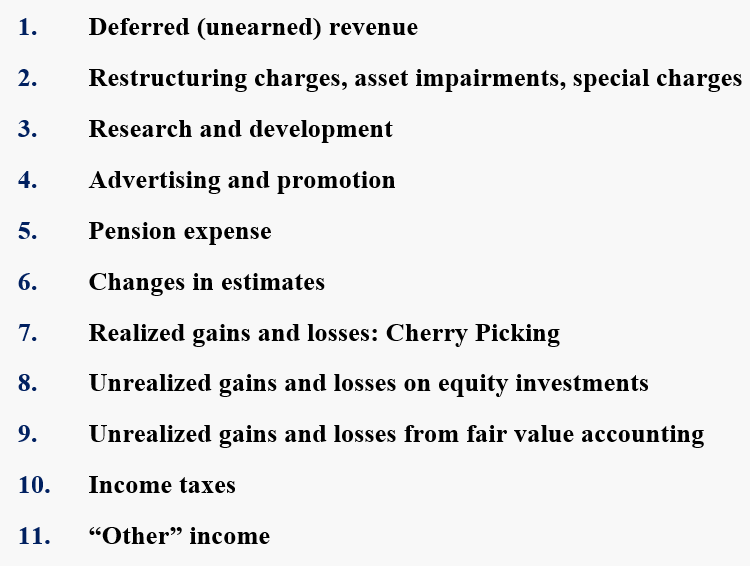 1. Deferred (unearned) revenue
2. Restructuring charges, asset impairments, special charges
3. Research and development
4. Advertising and promotion
5. Pension expense
6. Changes in estimates
7. Realized gains and losses: Cherry Picking
8. Unrealized gains and losses on equity investments
9. Unrealized gains and losses from fair value accounting
10. Income taxes
11. “Other” income